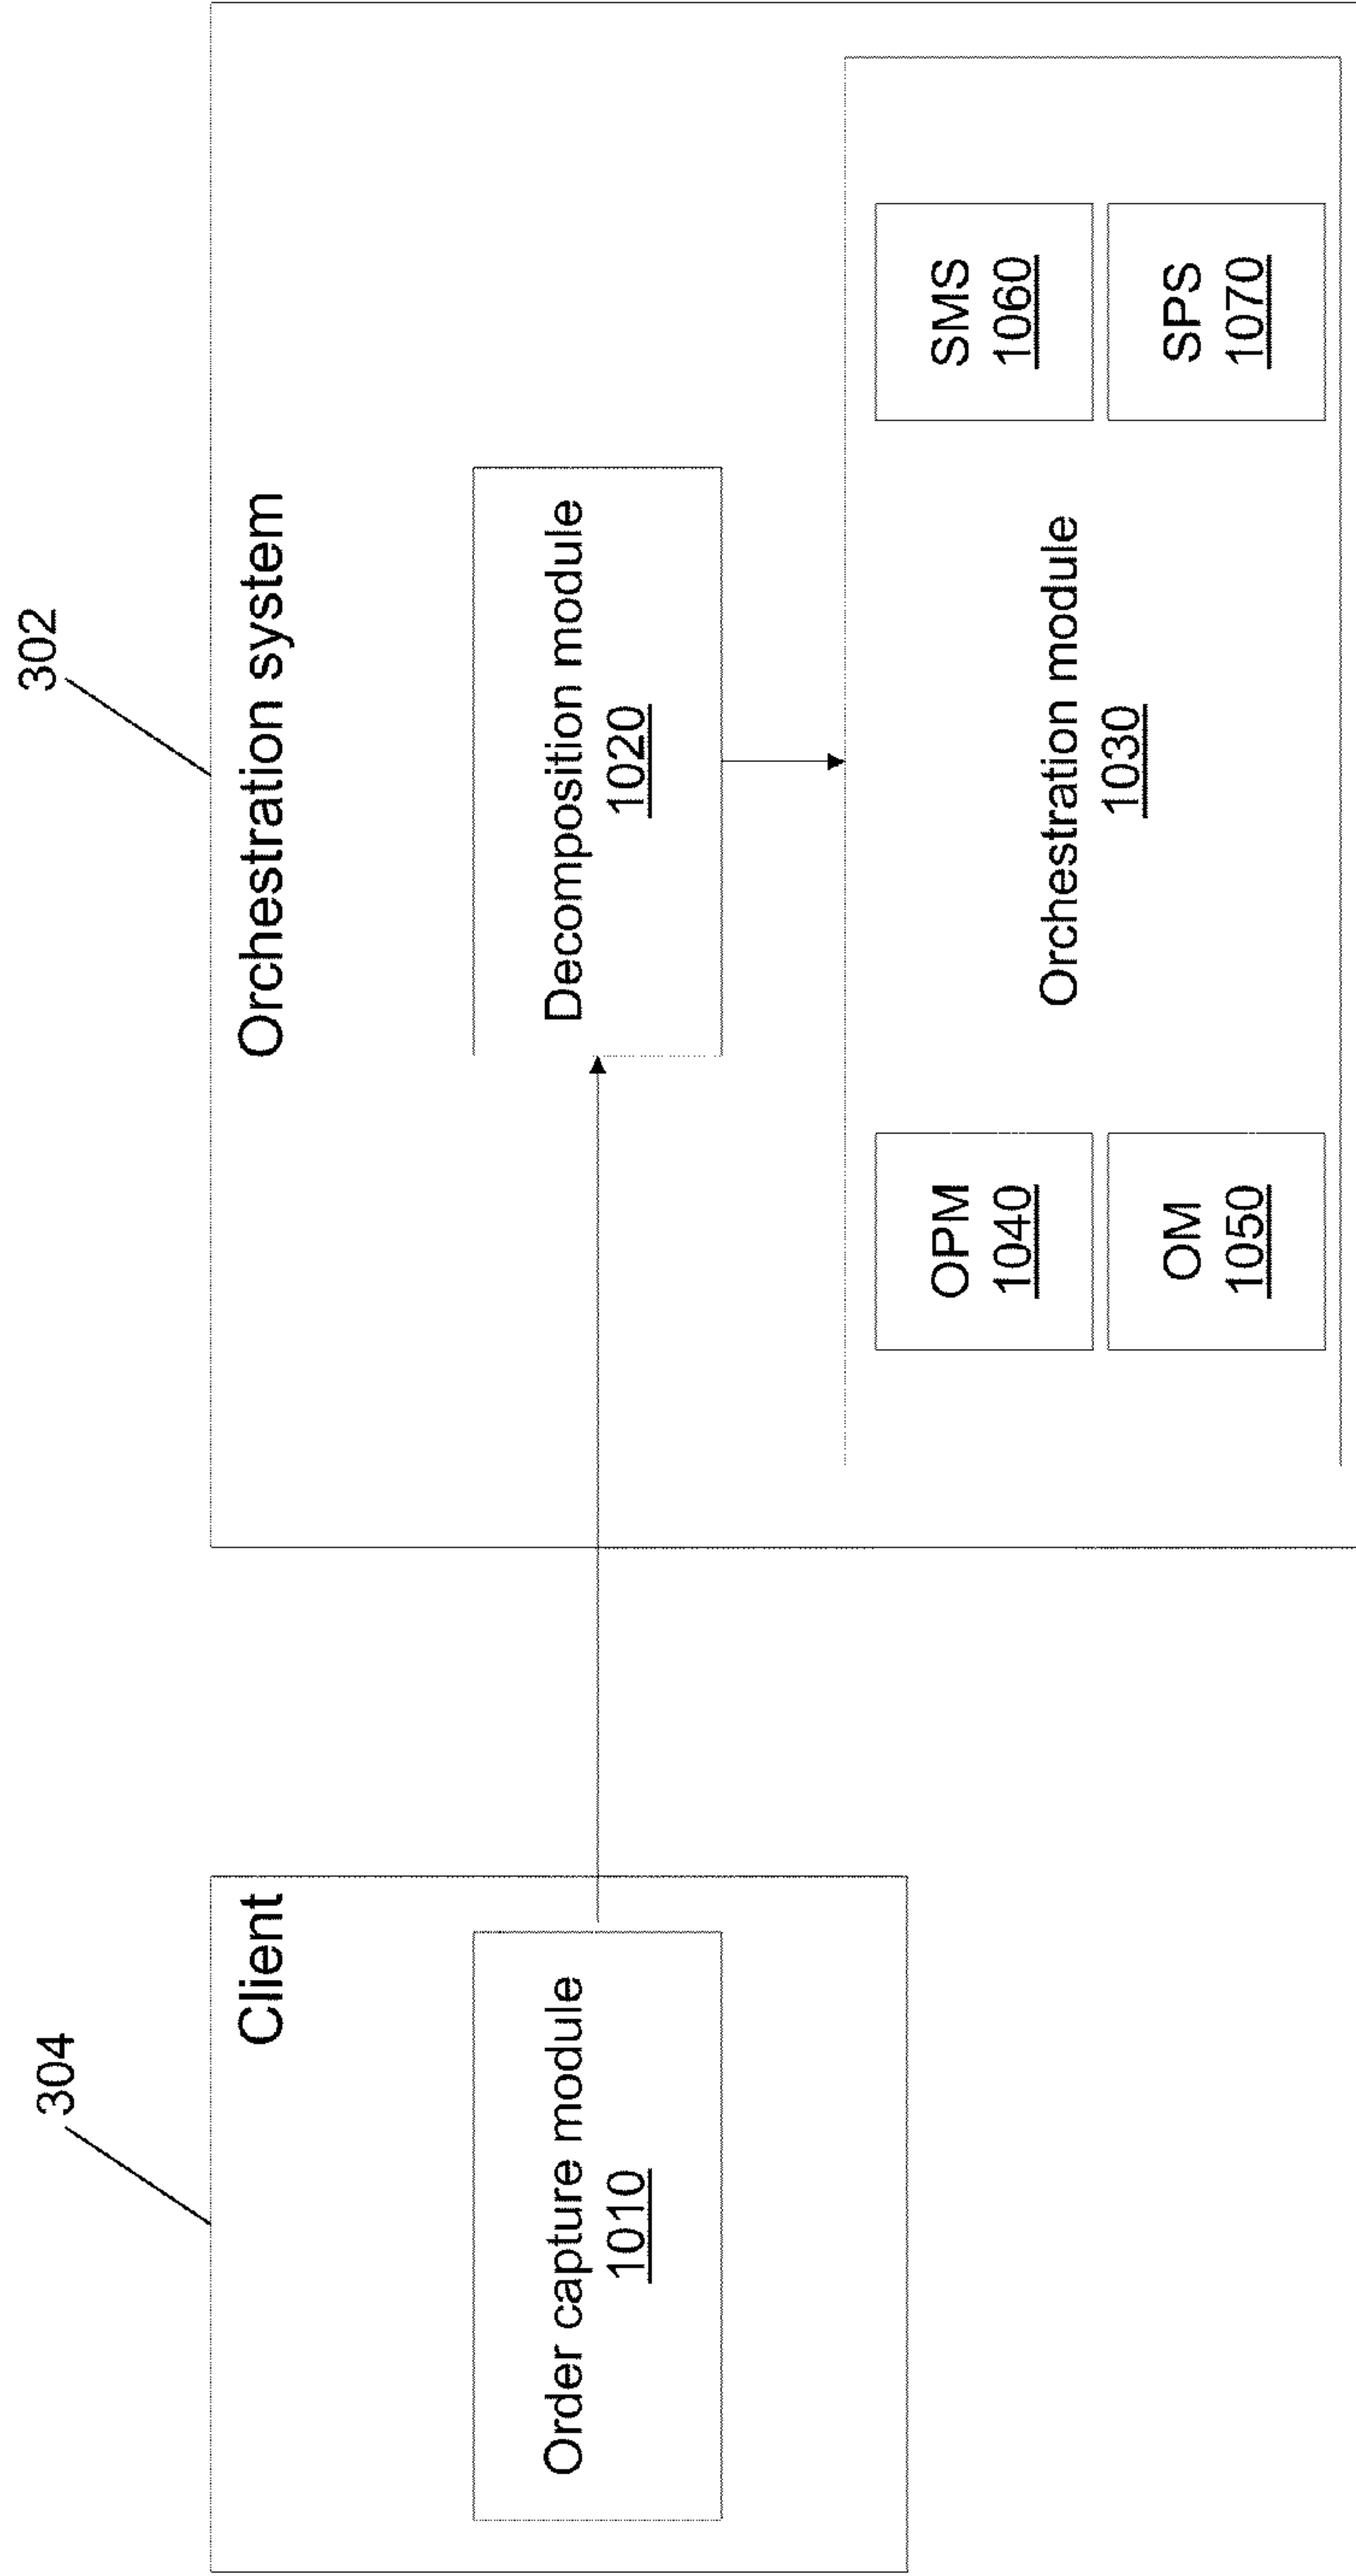 304
302
Client
Orchestration system
Order capture module
1010
Decomposition module
1020
OPM
1040
SMS
1060
Orchestration module
1030
OM
1050
SPS
1070